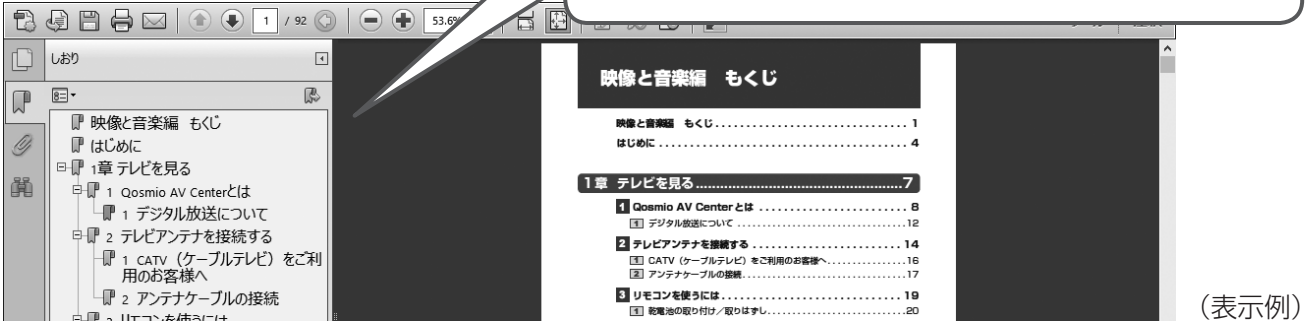 1 / 92
53.6%
しおり
映像と音楽編 もくじ
はじめに
1章 テレビを見る
1 Qosmio AV Centerとは
1 デジタル放送について
2 テレビアンテナを接続する
1 CATV（ケーブルテレビ）をご利
用のお客様へ
2 アンテナケーブルの接続
映像と音楽編 もくじ
映像と音楽編 もくじ............................... 1
はじめに........................................ 4
1章 テレビを見る...................................................7
1 Qosmio AV Center とは ....................... 8
1 デジタル放送について .............................12
2 テレビアンテナを接続する ........................ 14
1 CATV（ケーブルテレビ）をご利用のお客様へ.................16
2 アンテナケーブルの接続............................17
3 リモコンを使うには............................. 19
1 乾電池の取り付け／取りはずし........................20
（表示例）